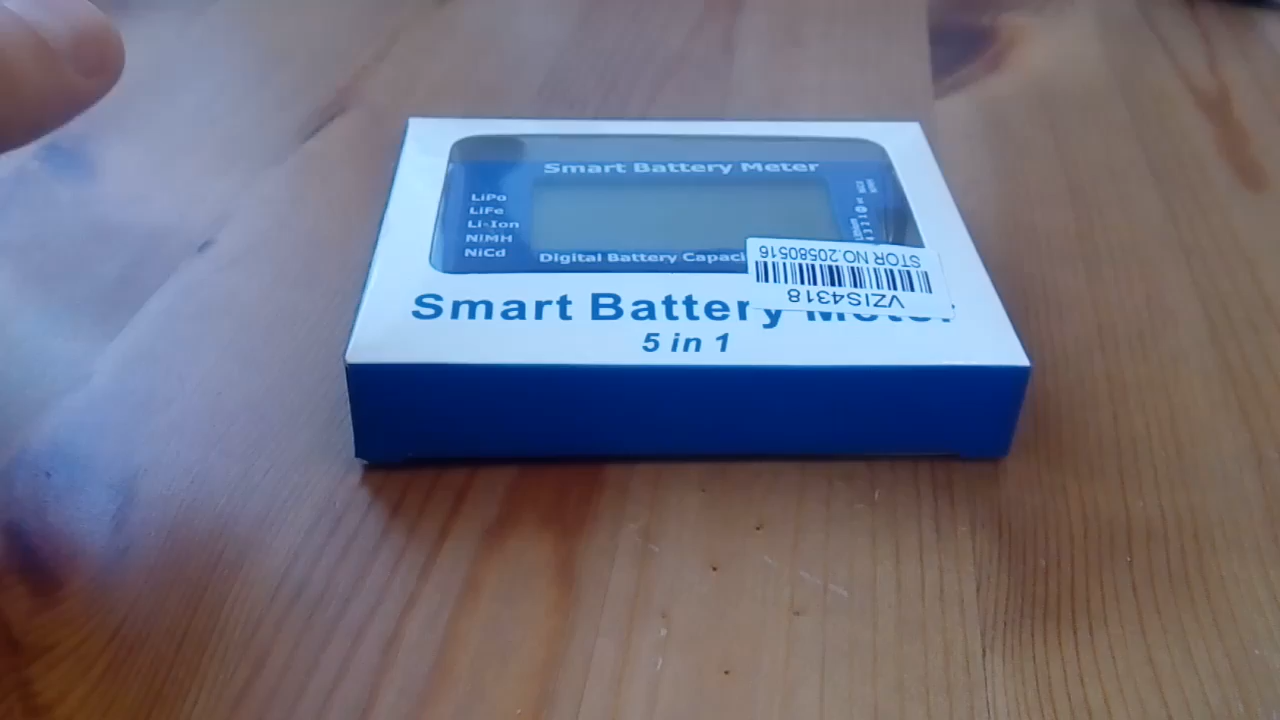 Smart Battery Meter
LiPo
LiFe
Li-Ion
NiMH
NiCd
Digital Battery
STOR NO.20580516
VZIS4318
Smart Battery
5 in 1